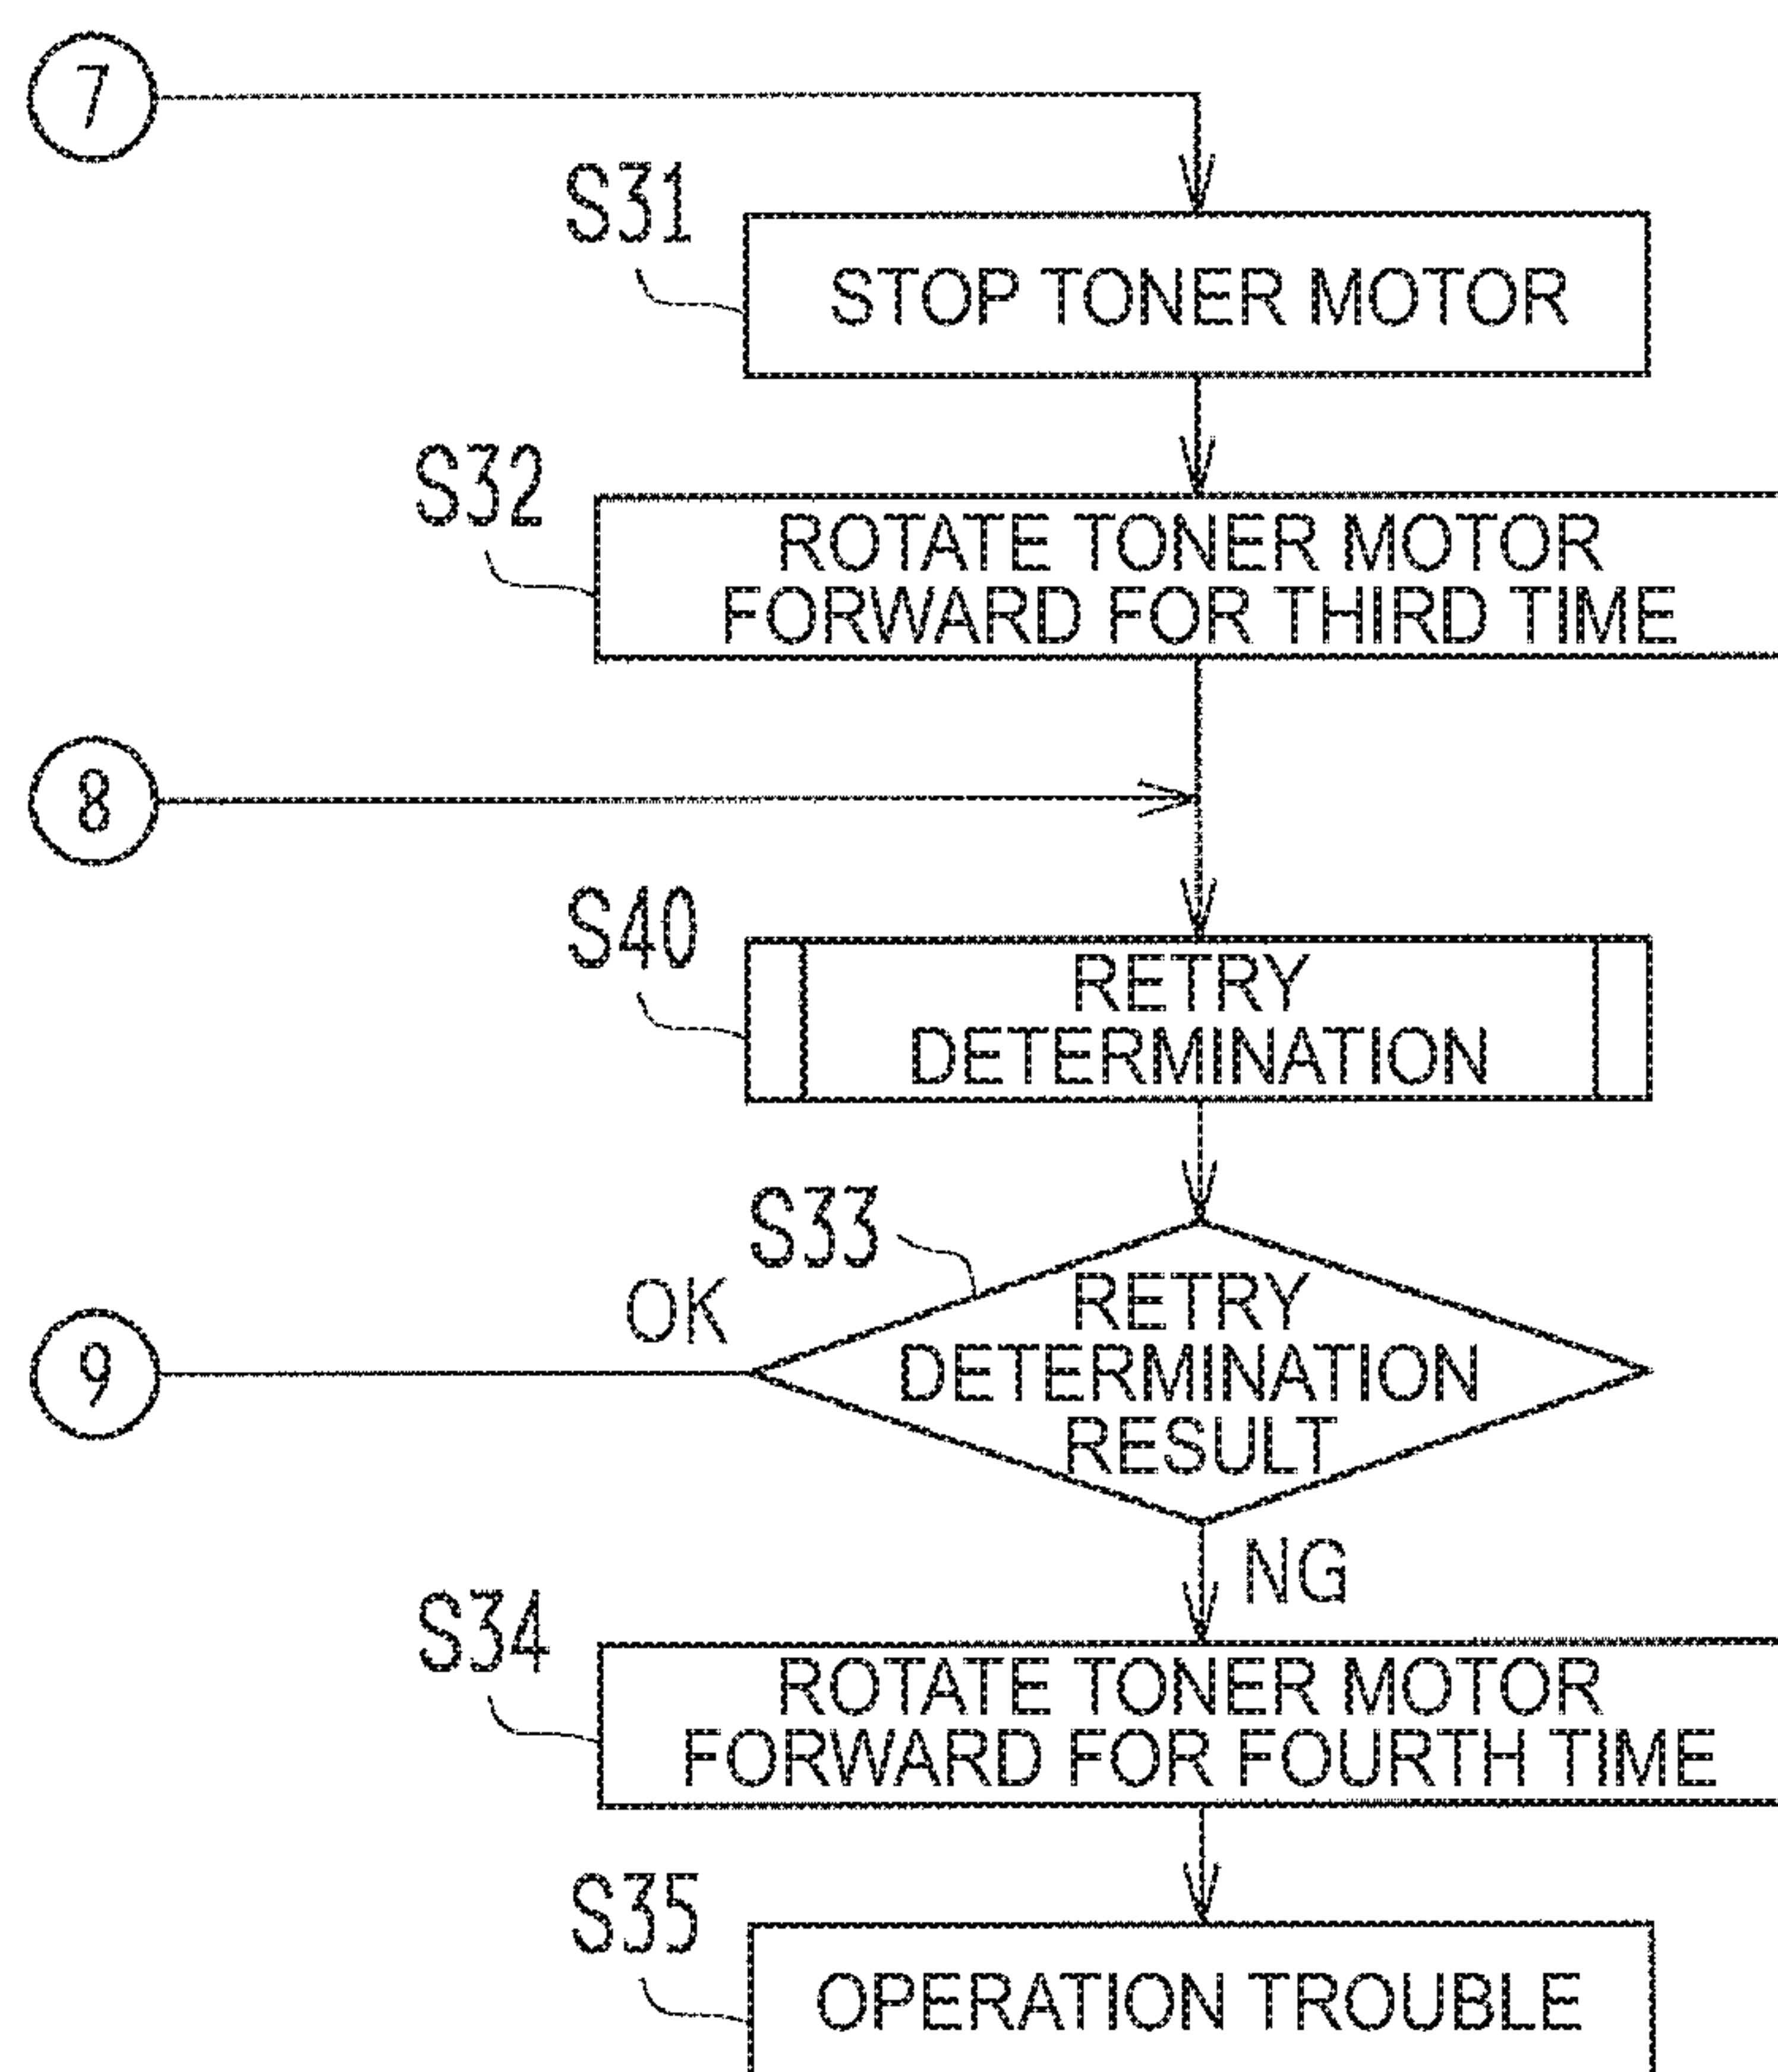 7
S31
STOP TONER MOTOR
S32
ROTATE TONER MOTOR
FORWARD FOR THIRD TIME
8
S40
RETRY
DETERMINATION
S33
OK
9
RETRY
DETERMINATION
RESULT
NG
S34
ROTATE TONER MOTOR
FORWARD FOR FOURTH TIME
S35
OPERATION TROUBLE